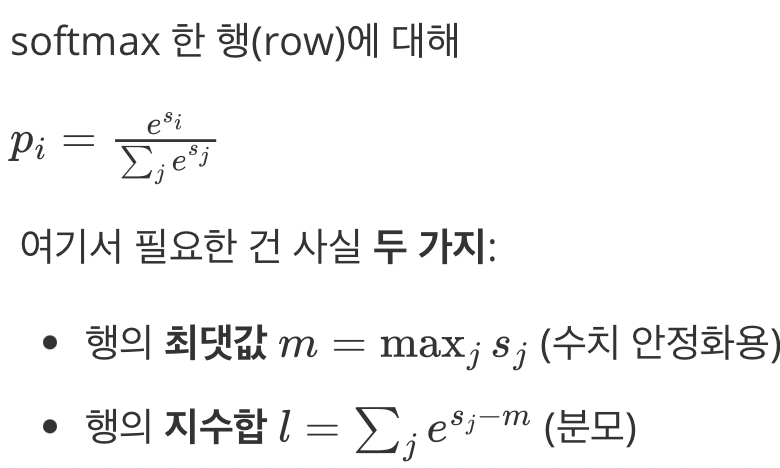 softmax 한 행(row)에 대해
p_i = e^{s_i} / ∑_j e^{s_j}
여기서 필요한 건 사실 두 가지:
• 행의 최댓값 m = max_j s_j (수치 안정화용)
• 행의 지수합 l = ∑_j e^{s_j−m} (분모)